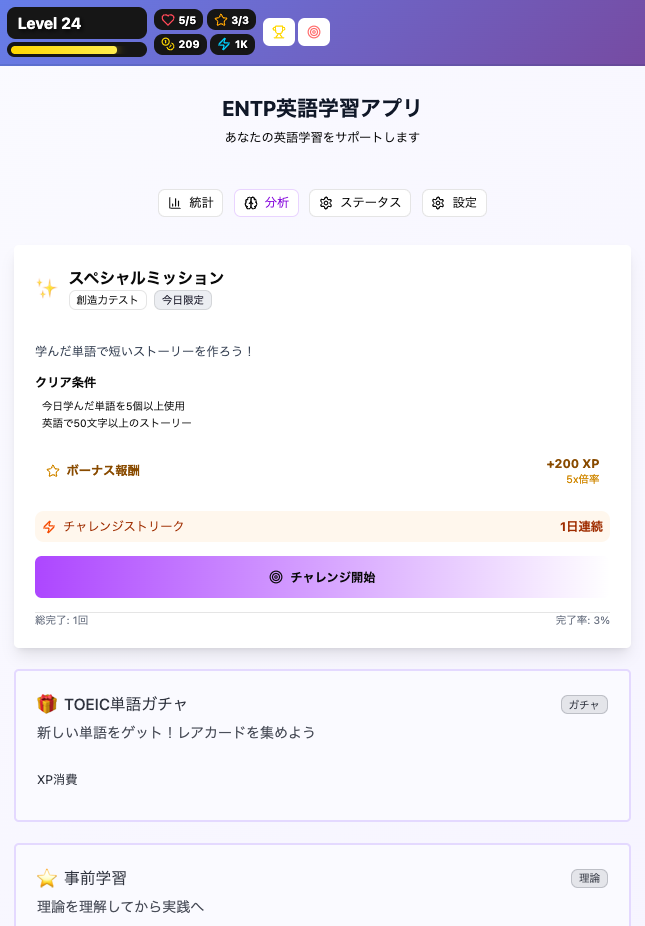 Level 24
5/5
3/3
209
1K
ENTP英語学習アプリ
あなたの英語学習をサポートします
統計
分析
ステータス
設定
スペシャルミッション
創造力テスト
今日限定
学んだ単語で短いストーリーを作ろう！
クリア条件
今日学んだ単語を5個以上使用
英語で50文字以上のストーリー
ボーナス報酬
+200 XP
5x倍率
チャレンジストリーク
1日連続
チャレンジ開始
総完了: 1回
完了率: 3%
TOEIC単語ガチャ
ガチャ
新しい単語をゲット！レアカードを集めよう
XP消費
事前学習
理論
理論を理解してから実践へ